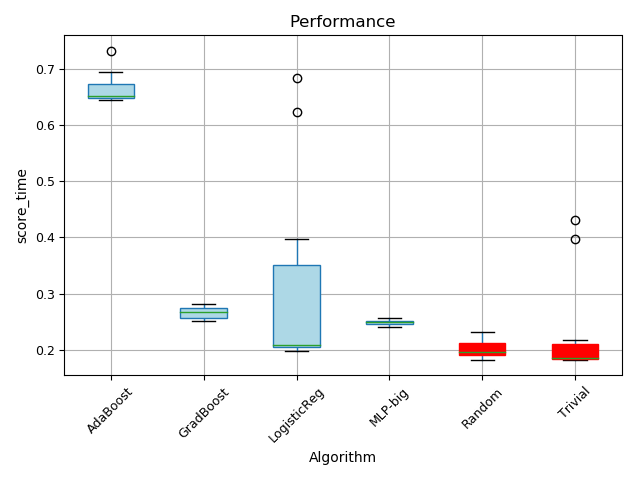 Performance
score_time
0.7
0.6
0.5
0.4
0.3
0.2
AdaBoost
GradBoost
LogisticReg
MLP-big
Random
Trivial
Algorithm